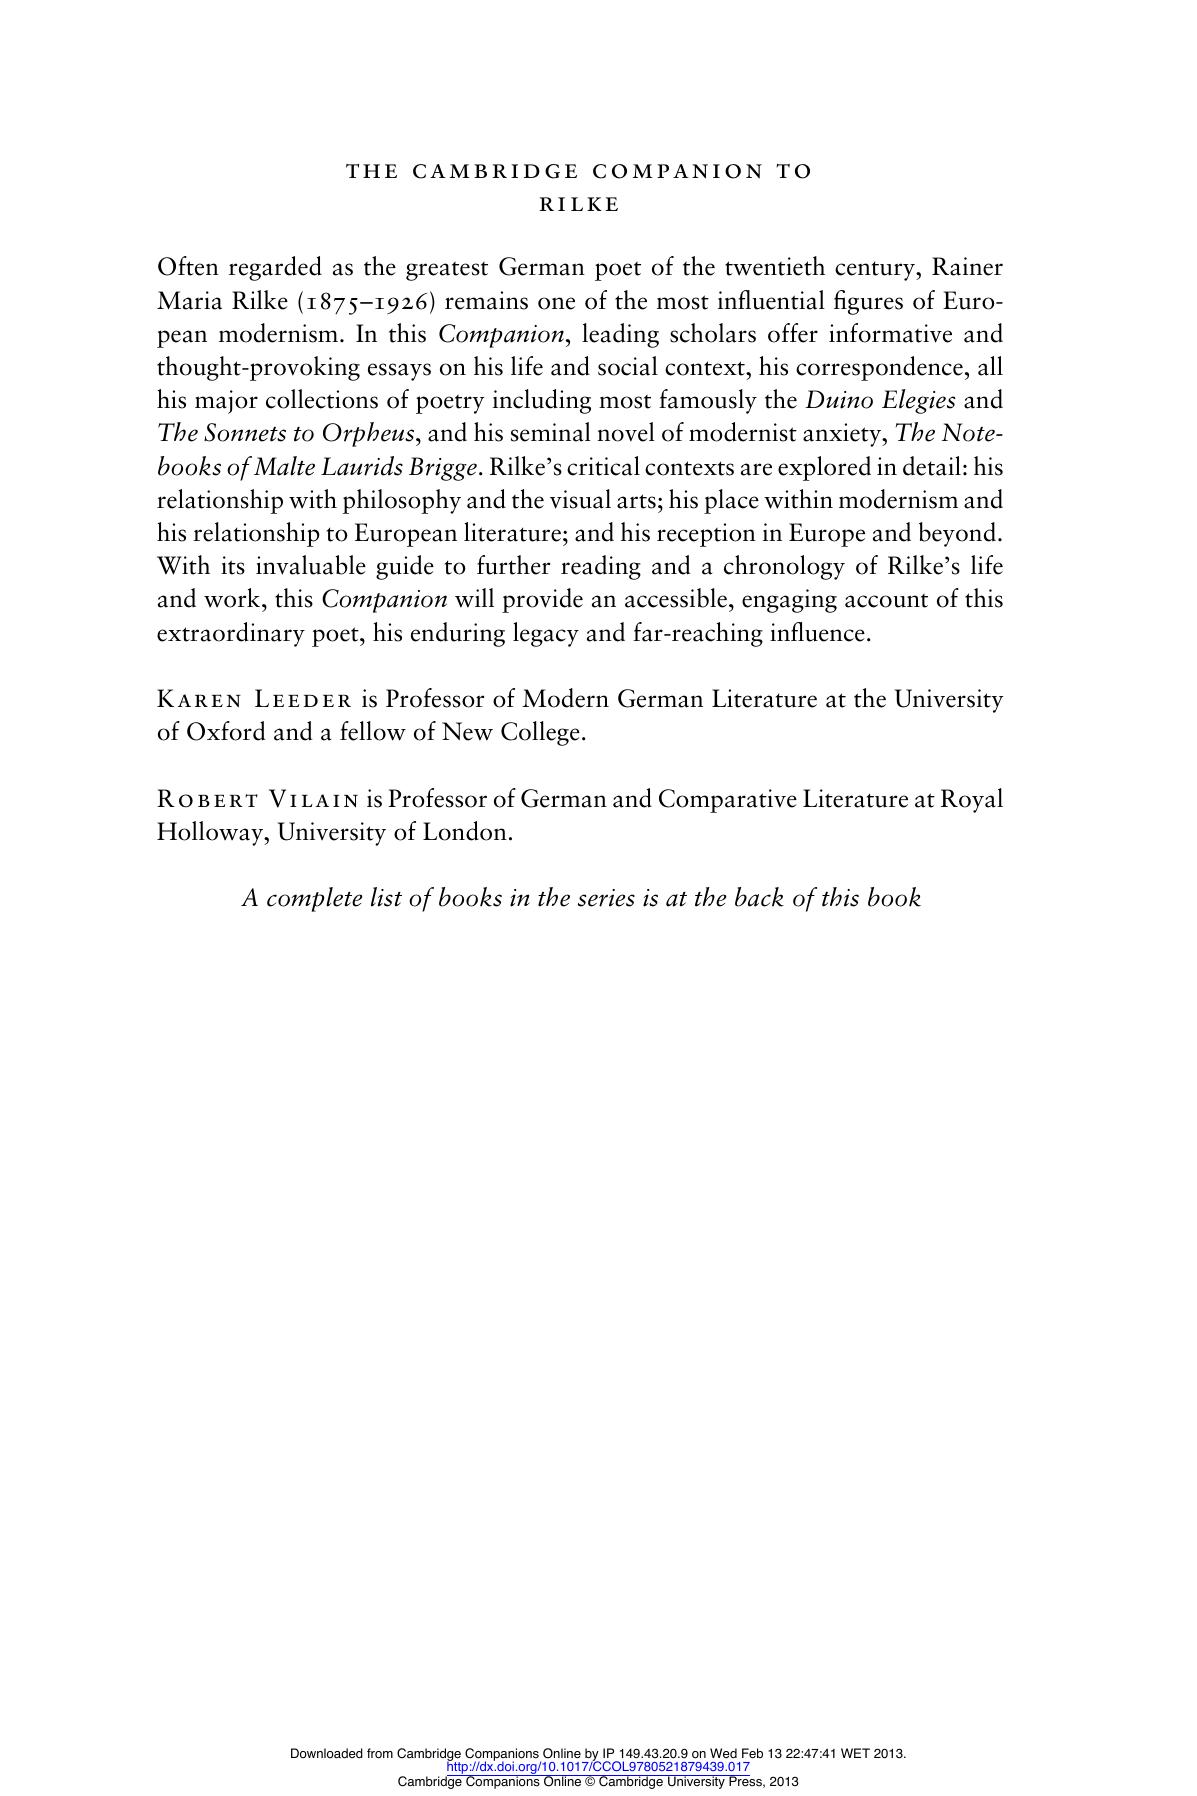 THE CAMBRIDGE COMPANION TO
RILKE
Often regarded as the greatest German poet of the twentieth century, Rainer
Maria Rilke (1875–1926) remains one of the most influential figures of Euro-
pean modernism. In this Companion, leading scholars offer informative and
thought-provoking essays on his life and social context, his correspondence, all
his major collections of poetry including most famously the Duino Elegies and
The Sonnets to Orpheus, and his seminal novel of modernist anxiety, The Note-
books of Malte Laurids Brigge. Rilke’s critical contexts are explored in detail: his
relationship with philosophy and the visual arts; his place within modernism and
his relationship to European literature; and his reception in Europe and beyond.
With its invaluable guide to further reading and a chronology of Rilke’s life
and work, this Companion will provide an accessible, engaging account of this
extraordinary poet, his enduring legacy and far-reaching influence.
KAREN LEEDER is Professor of Modern German Literature at the University
of Oxford and a fellow of New College.
ROBERT VILAIN is Professor of German and Comparative Literature at Royal
Holloway, University of London.
A complete list of books in the series is at the back of this book
Downloaded from Cambridge Companions Online by IP 149.43.20.9 on Wed Feb 13 22:47:41 WET 2013.
http://dx.doi.org/10.1017/CCOL9780521879439.017
Cambridge Companions Online © Cambridge University Press, 2013